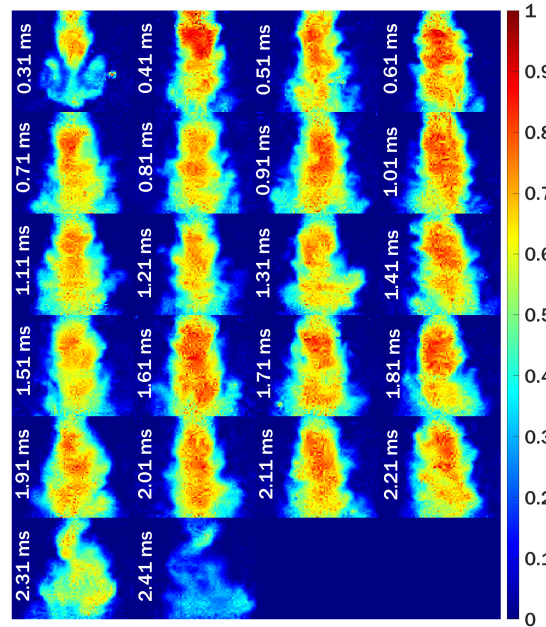 0.31 ms
0.41 ms
0.51 ms
0.61 ms
0.71 ms
0.81 ms
0.91 ms
1.01 ms
1.11 ms
1.21 ms
1.31 ms
1.41 ms
1.51 ms
1.61 ms
1.71 ms
1.81 ms
1.91 ms
2.01 ms
2.11 ms
2.21 ms
2.31 ms
2.41 ms
1
0.9
0.8
0.7
0.6
0.5
0.4
0.3
0.2
0.1
0